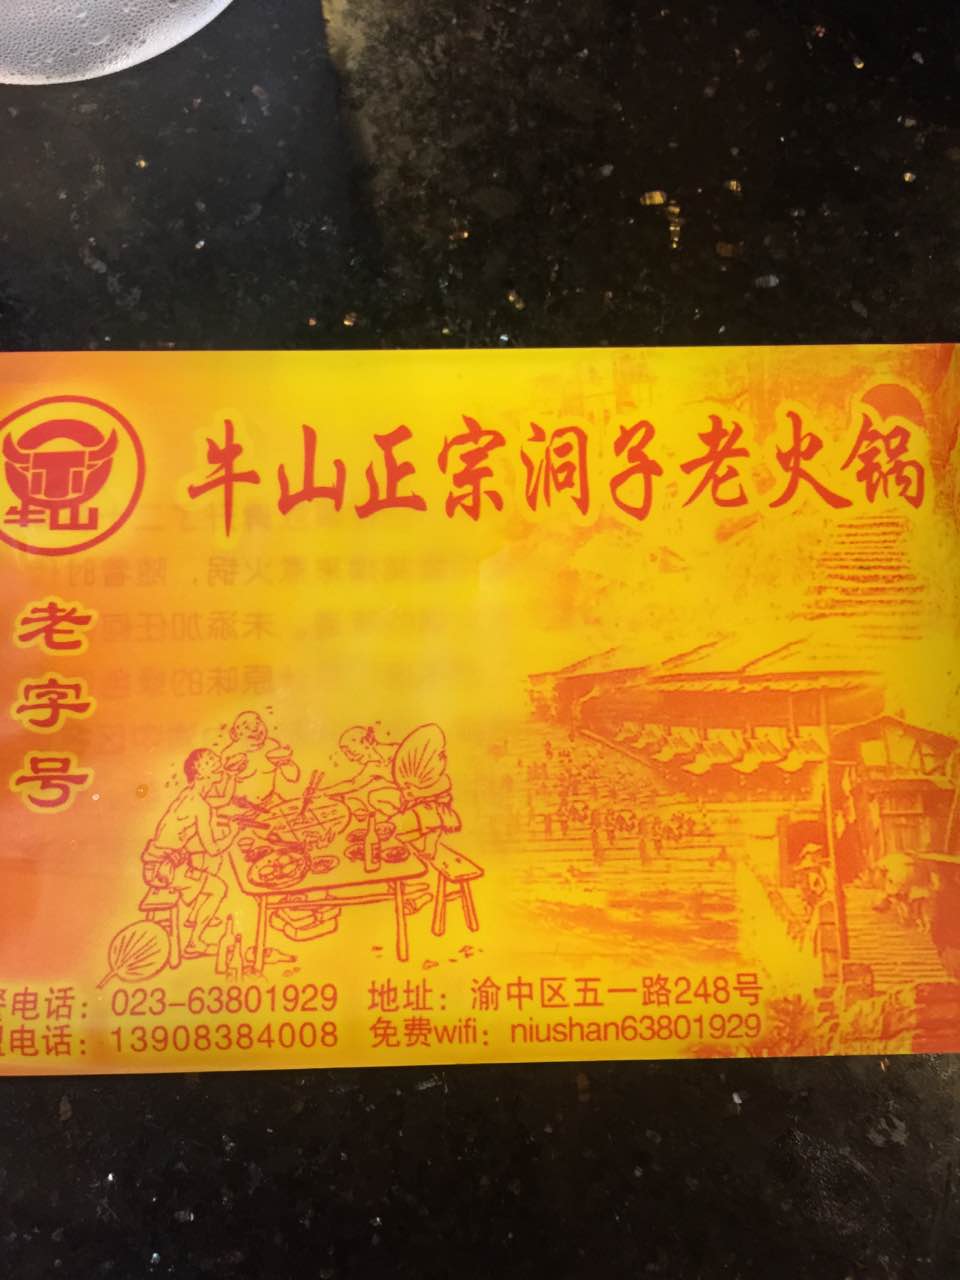 牛山正宗洞子老火锅
牛山
老字号
电话：023-63801929 地址：渝中区五一路248号
电话：13908384008 免费wifi：niushan63801929